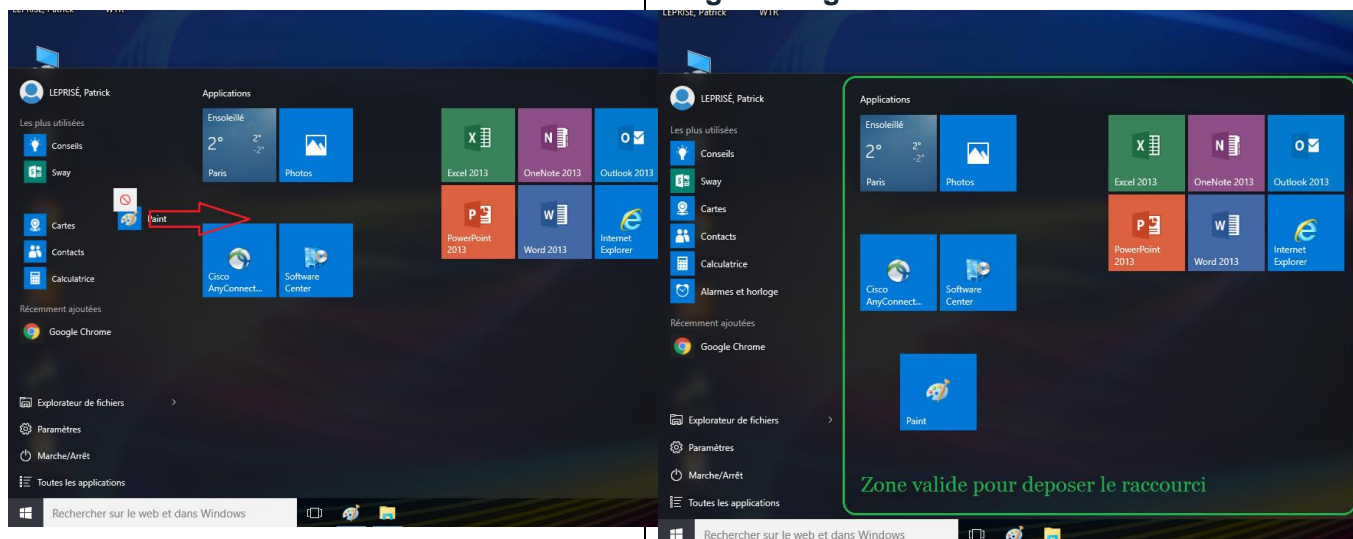 LEPRISÉ, Patrick
WTR
LEPRISÉ, Patrick
Applications
Les plus utilisées
Ensoleillé
Conseils
2°
2°
-2°
Sway
Paris
Photos
Excel 2013
OneNote 2013
Outlook 2013
Paint
Cartes
Contacts
PowerPoint
2013
Word 2013
Internet
Explorer
Calculatrice
Cisco
AnyConnect...
Software
Center
Récemment ajoutées
Google Chrome
Explorateur de fichiers
Paramètres
Marche/Arrêt
Toutes les applications
Rechercher sur le web et dans Windows
LEPRISÉ, Patrick
WTR
LEPRISÉ, Patrick
Applications
Les plus utilisées
Ensoleillé
Conseils
2°
2°
-2°
Sway
Paris
Photos
Excel 2013
OneNote 2013
Outlook 2013
Cartes
Contacts
PowerPoint
2013
Word 2013
Internet
Explorer
Calculatrice
Alarmes et horloge
Cisco
AnyConnect...
Software
Center
Récemment ajoutées
Google Chrome
Explorateur de fichiers
Paint
Paramètres
Marche/Arrêt
Zone valide pour deposer le raccourci
Toutes les applications
Rechercher sur le web et dans Windows